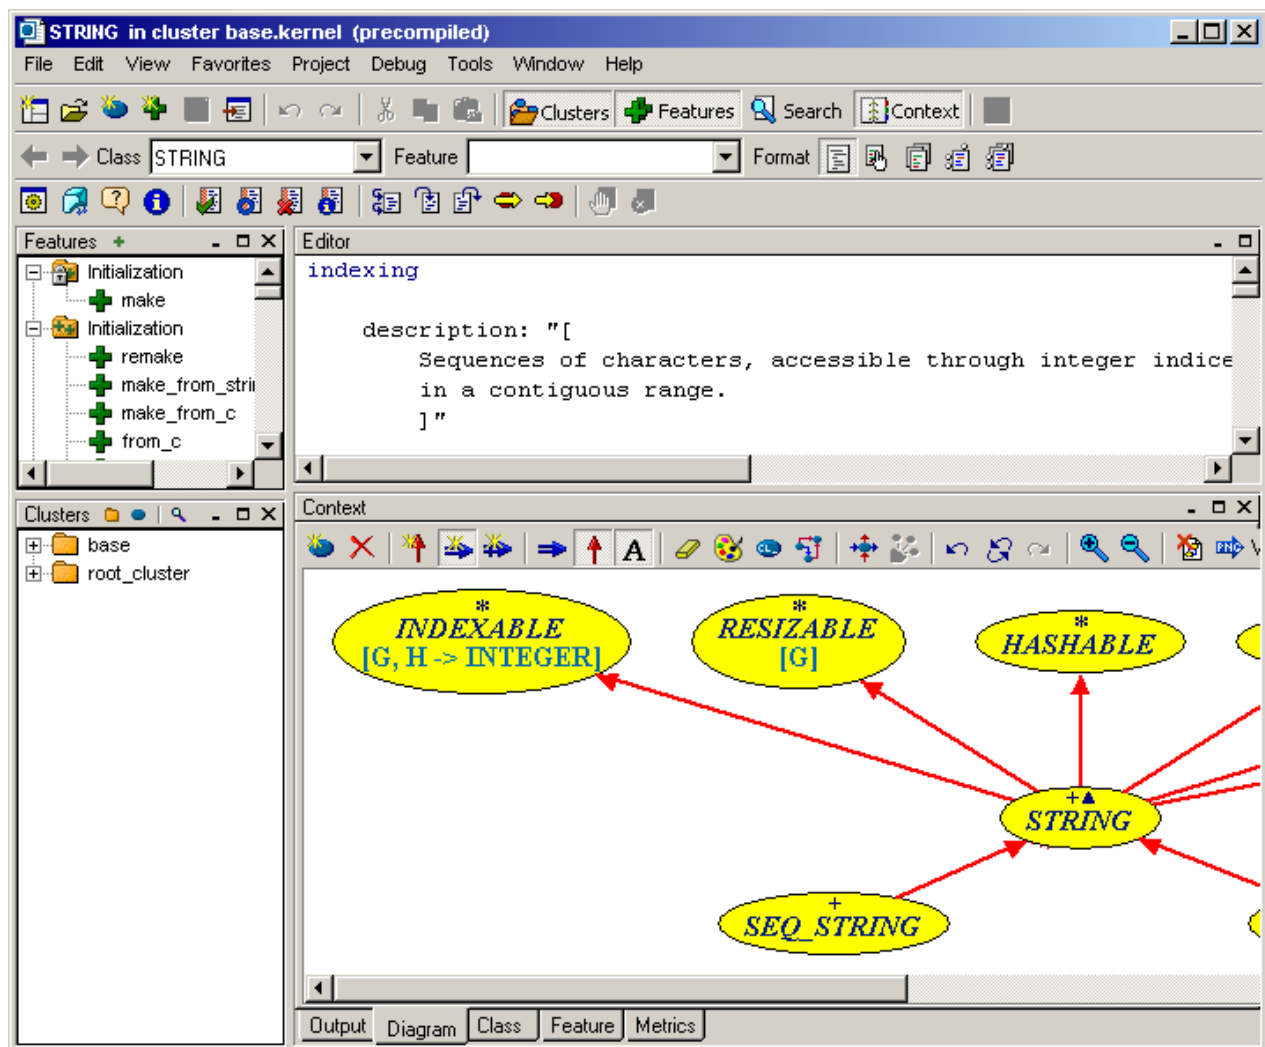 STRING in cluster base.kernel (precompiled)
File Edit View Favorites Project Debug Tools Window Help
Clusters Features Search Context
Class STRING Feature Format
Features
Initialization
make
Initialization
remake
make_from_strii
make_from_c
from_c
Editor
indexing
description: "[
Sequences of characters, accessible through integer indice
in a contiguous range.
]"
Clusters
base
root_cluster
Context
A CL PNG
*
INDEXABLE
[G, H -> INTEGER]
*
RESIZABLE
[G]
*
HASHABLE
+▲
STRING
+
SEQ_STRING
Output Diagram Class Feature Metrics